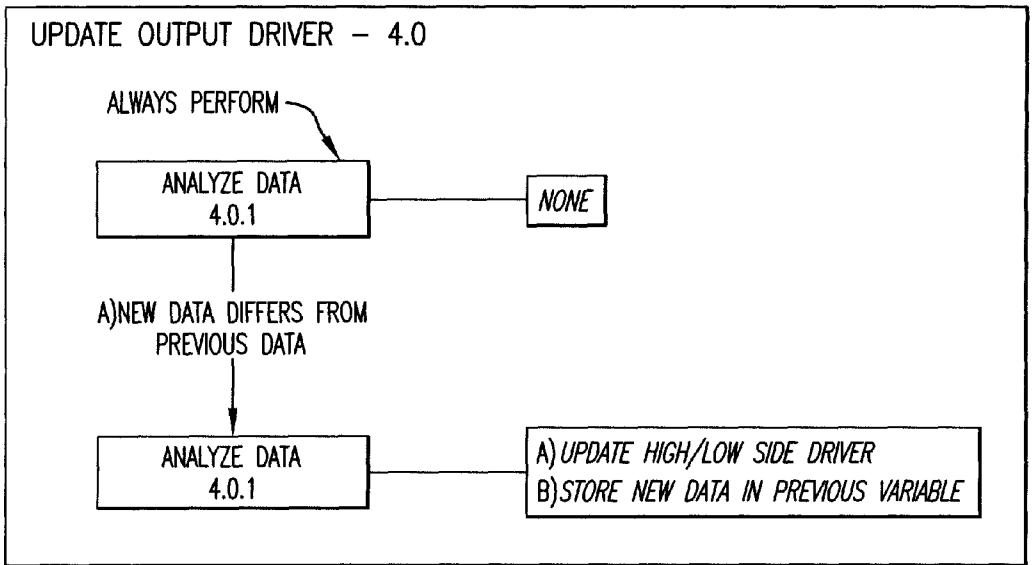 UPDATE OUTPUT DRIVER – 4.0
ALWAYS PERFORM
ANALYZE DATA
4.0.1
NONE
A)NEW DATA DIFFERS FROM
PREVIOUS DATA
ANALYZE DATA
4.0.1
A)UPDATE HIGH/LOW SIDE DRIVER
B)STORE NEW DATA IN PREVIOUS VARIABLE